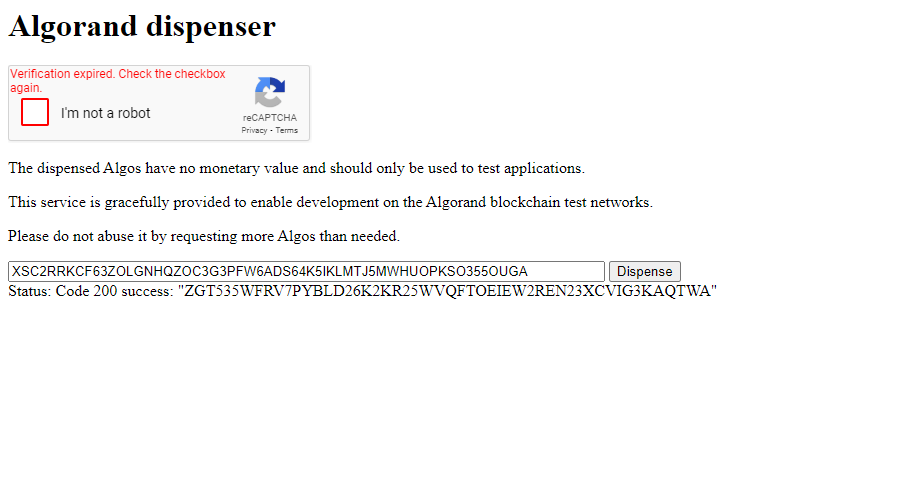 Algorand dispenser
Verification expired. Check the checkbox
again.
I'm not a robot
reCAPTCHA
Privacy - Terms
The dispensed Algos have no monetary value and should only be used to test applications.
This service is gracefully provided to enable development on the Algorand blockchain test networks.
Please do not abuse it by requesting more Algos than needed.
XSC2RRKCF63ZOLGNHQZOC3G3PFW6ADS64K5IKLMTJ5MWHUOPKSO355OUGA Dispense
Status: Code 200 success: "ZGT535WFRV7PYBLD26K2KR25WVQFTOEIEW2REN23XCVIG3KAQTWA"